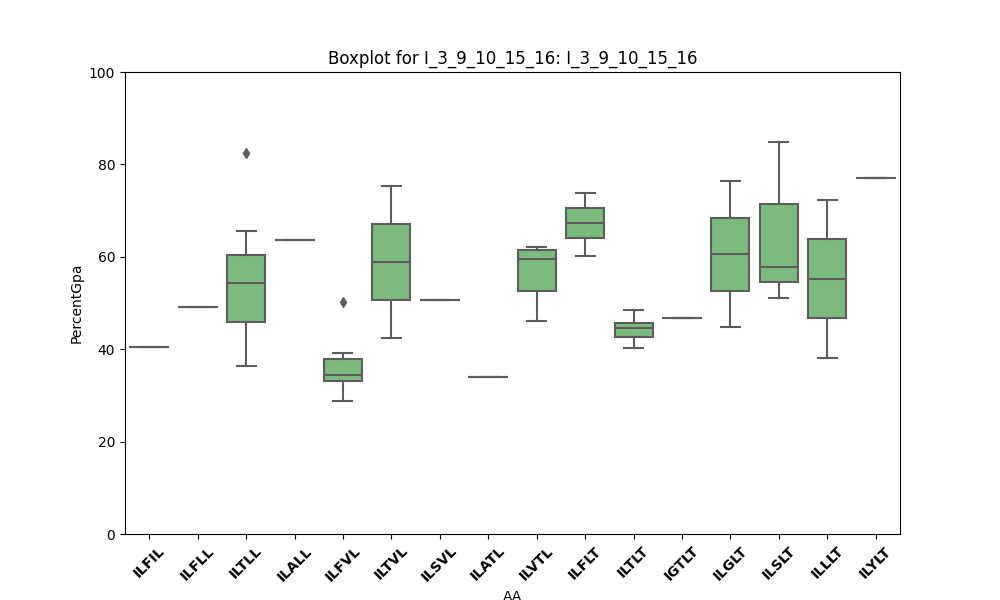 Boxplot for I_3_9_10_15_16: I_3_9_10_15_16
100
80
60
40
20
0
PercentGpa
ILFIL
ILFLL
ILTLL
ILALL
ILFVL
ILTVL
ILSVL
ILATL
ILVTL
ILFLT
ILTLT
IGTLT
ILGLT
ILSLT
ILLLT
ILYLT
AA